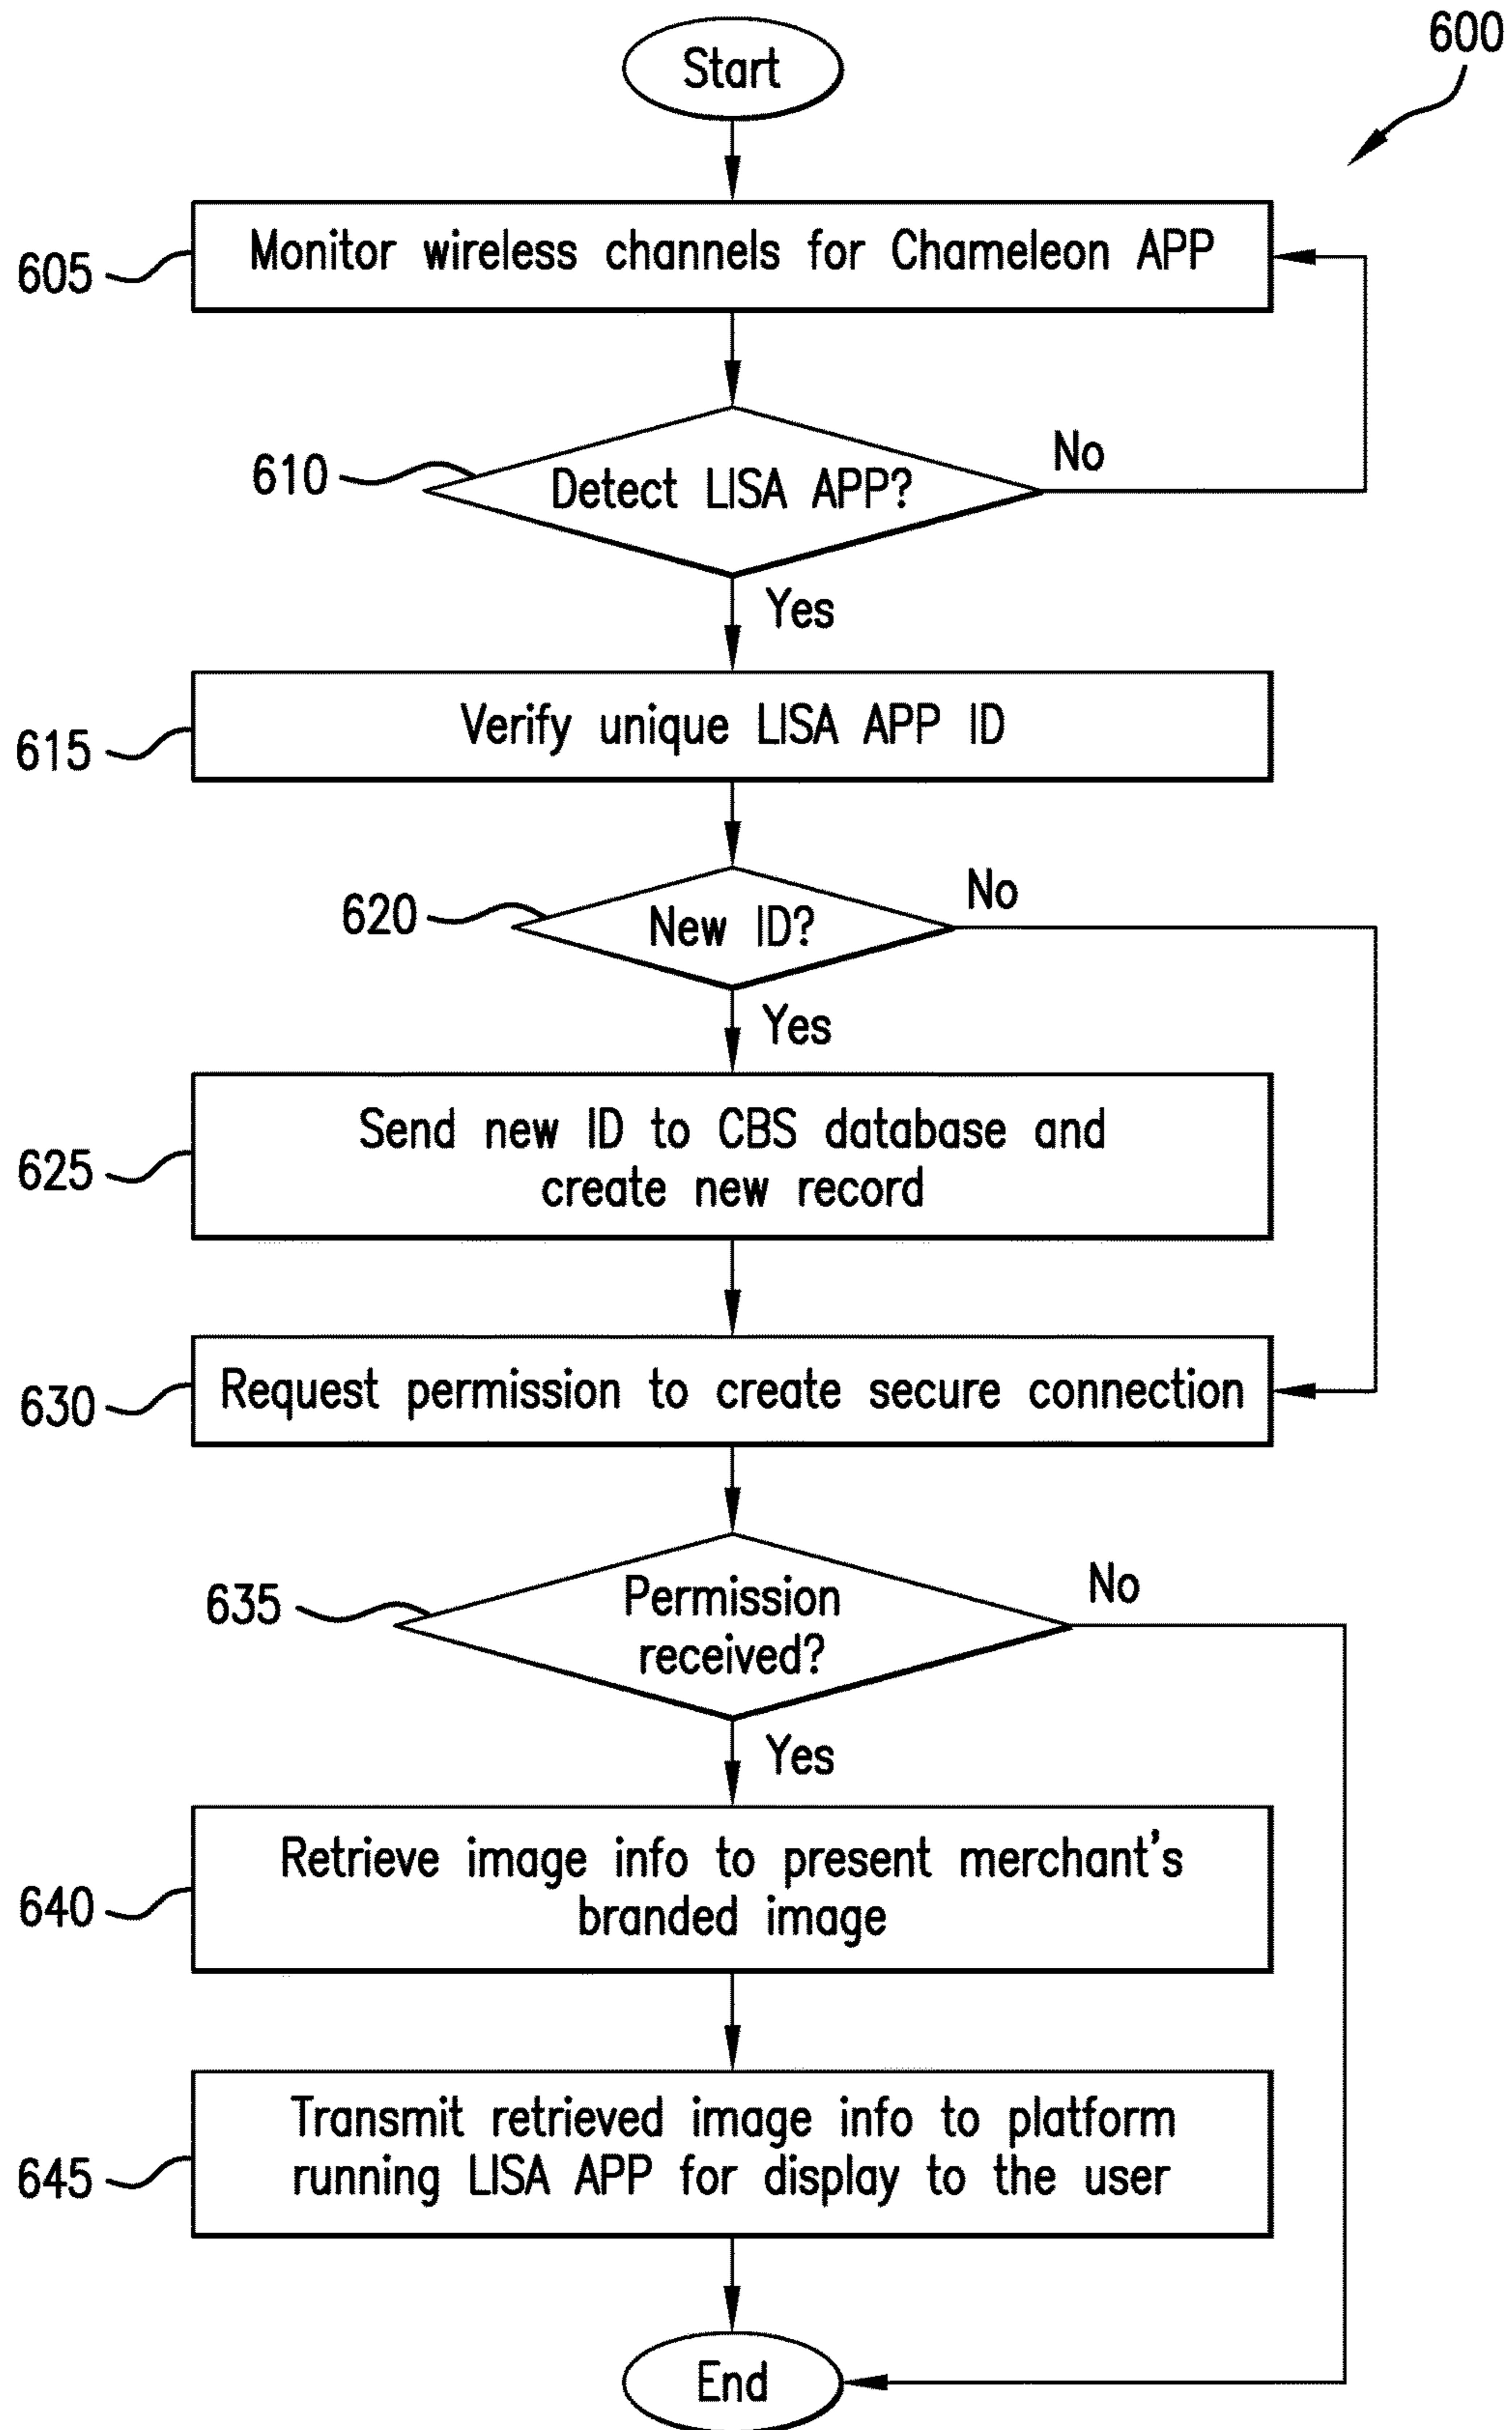 600
Start
605
Monitor wireless channels for Chameleon APP
610
Detect LISA APP?
No
Yes
615
Verify unique LISA APP ID
620
New ID?
No
Yes
625
Send new ID to CBS database and
create new record
630
Request permission to create secure connection
635
Permission
received?
No
Yes
640
Retrieve image info to present merchant's
branded image
645
Transmit retrieved image info to platform
running LISA APP for display to the user
End